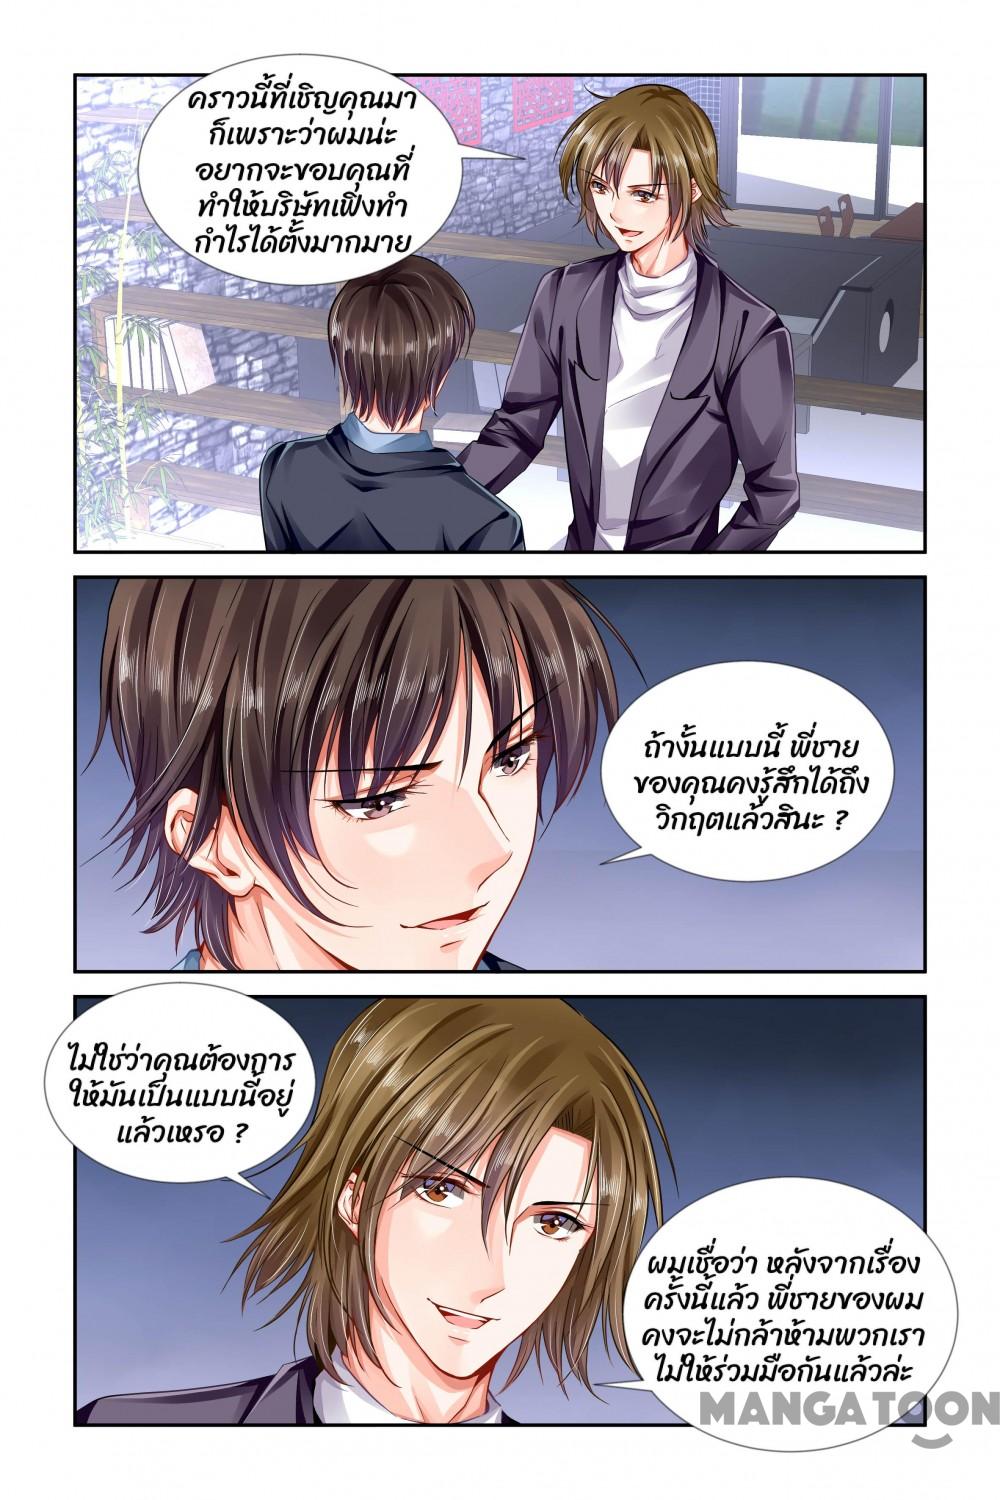 คราวนี้ที่เชิญคุณมา
ก็เพราะว่าผมน่ะ
อยากจะขอบคุณที่
ทำให้บริษัทเฟิงทำ
กำไรได้ตั้งมากมาย
ถ้างั้นแบบนี้ พี่ชาย
ของคุณคงรู้สึกได้ถึง
วิกฤตแล้วสินะ ?
ไม่ใช่ว่าคุณต้องการ
ให้มันเป็นแบบนี้อยู่
แล้วเหรอ ?
ผมเชื่อว่า หลังจากเรื่อง
ครั้งนี้แล้ว พี่ชายของผม
คงจะไม่กล้าห้ามพวกเรา
ไม่ให้ร่วมมือกันแล้วล่ะ
MANGATOON